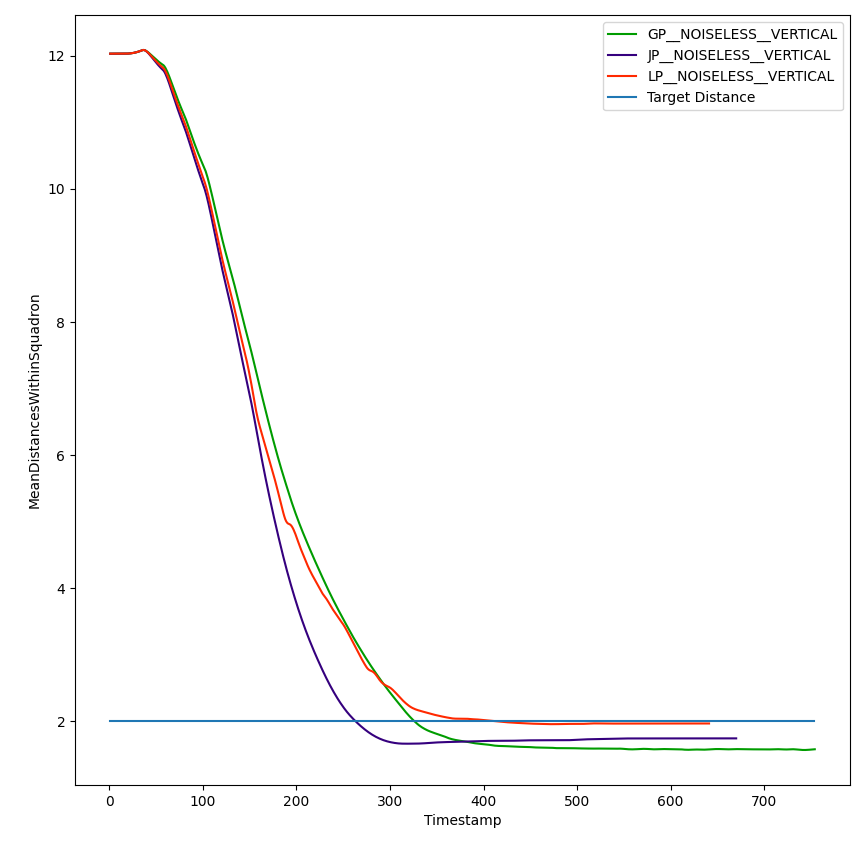 GP__NOISELESS__VERTICAL
JP__NOISELESS__VERTICAL
LP__NOISELESS__VERTICAL
Target Distance
12
10
8
6
4
2
MeanDistancesWithinSquadron
0 100 200 300 400 500 600 700
Timestamp